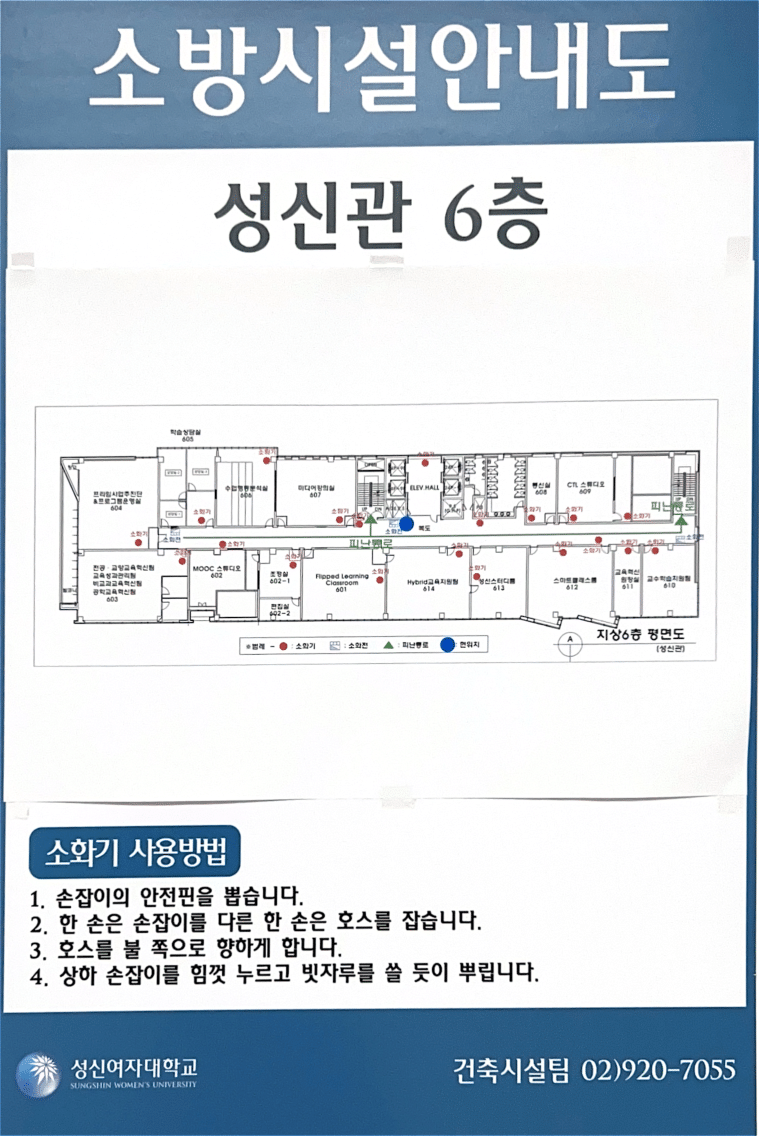 소방시설안내도
성신관 6층
학습상담실
605
프라임사업추진단
&프로그램운영실
604
수업행동분석실
606
미디어강의실
607
ELEV. HALL
통신실
608
CTL 스튜디오
609
소화기
소화전
피난통로
복도
피난통로
전공·교양교육혁신팀
교육성과관리팀
비교과교육혁신팀
공학교육혁신팀
603
MOOC 스튜디오
602
조정실
602-1
편집실
602-2
Flipped Learning
Classroom
601
Hybrid교육지원팀
614
성신스터디룸
613
스마트클래스룸
612
교육혁신
원장실
611
교수학습지원팀
610
※범례 - : 소화기 : 소화전 : 피난통로 : 현위치
A
지상6층 평면도
(성신관)
소화기 사용방법
1. 손잡이의 안전핀을 뽑습니다.
2. 한 손은 손잡이를 다른 한 손은 호스를 잡습니다.
3. 호스를 불 쪽으로 향하게 합니다.
4. 상하 손잡이를 힘껏 누르고 빗자루를 쓸 듯이 뿌립니다.
성신여자대학교
SUNGSHIN WOMEN'S UNIVERSITY
건축시설팀 02)920-7055